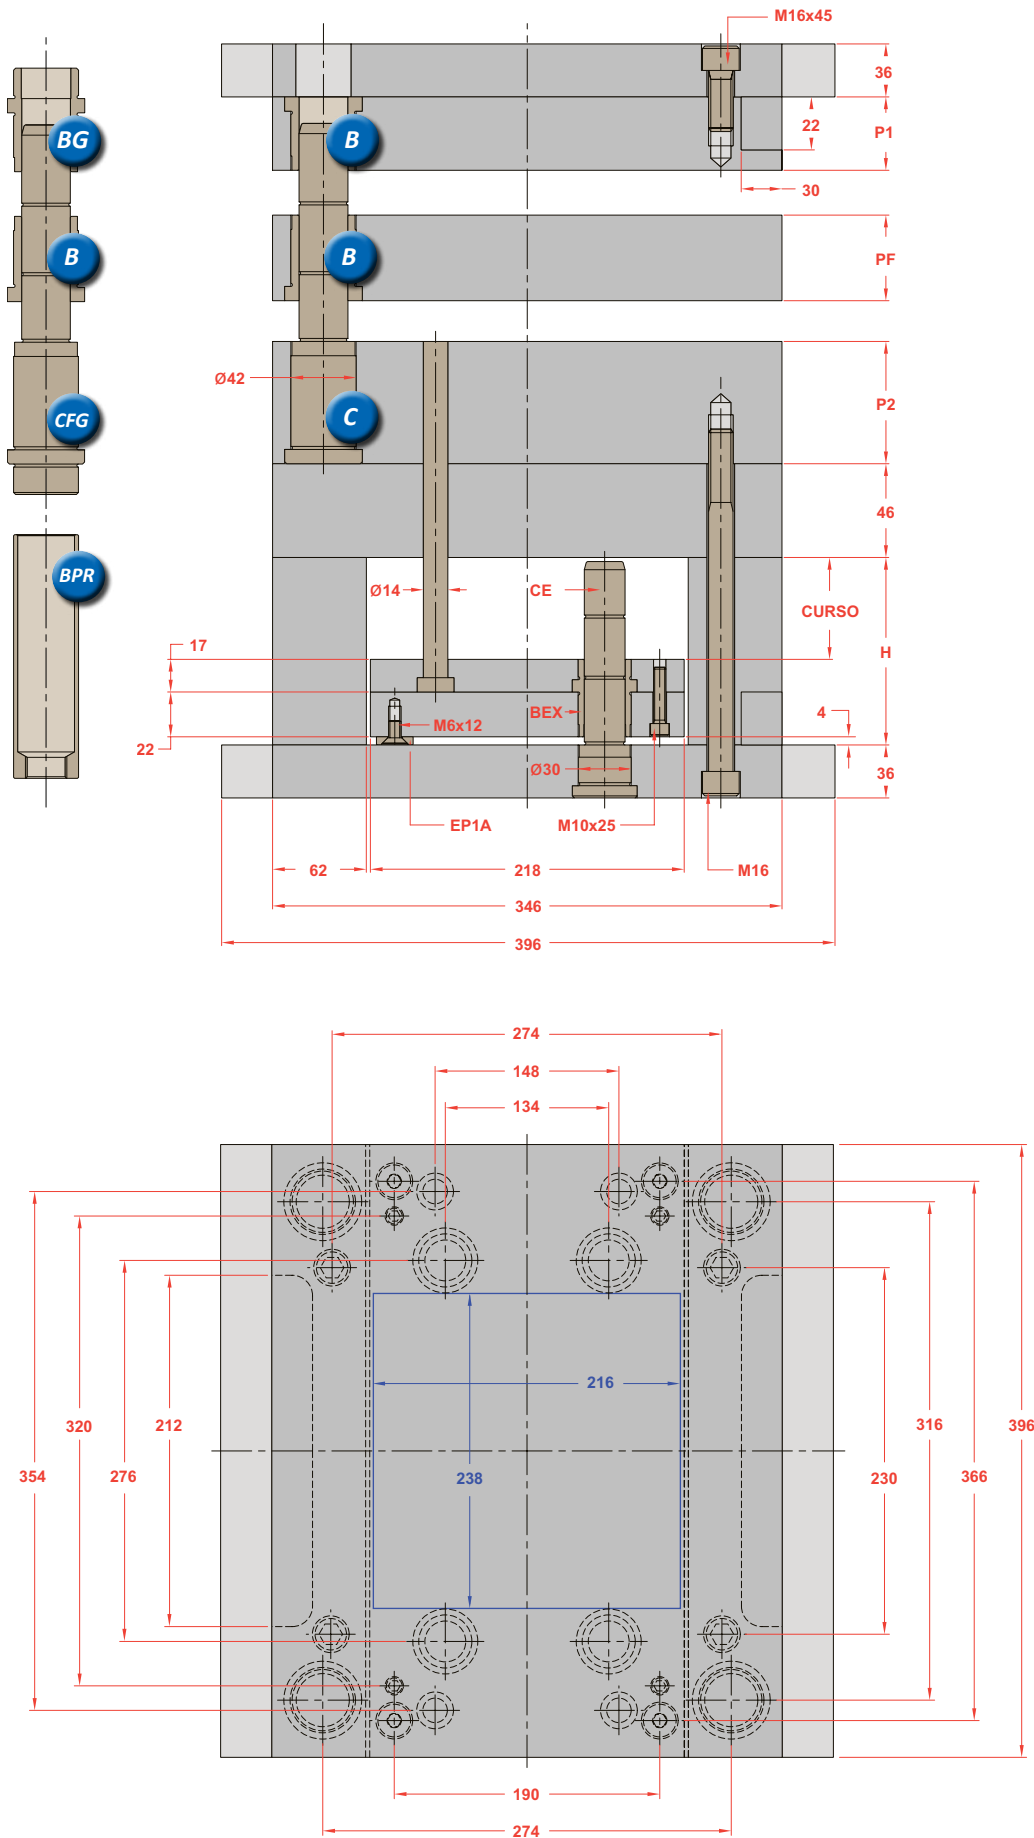 M16x45
36
BG
B
22
P1
30
B
B
PF
Ø42
CFG
C
P2
46
BPR
Ø14
CE
CURSO
17
H
BEX
4
M6x12
22
Ø30
36
EP1A
M10x25
62
218
M16
346
396
274
148
134
216
320
212
316
396
354
276
238
230
366
190
274